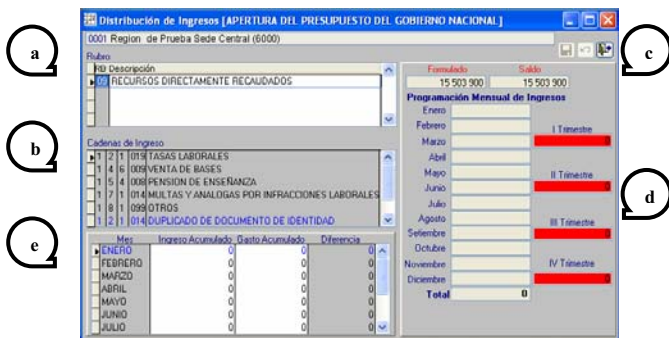 Distribución de Ingresos [APERTURA DEL PRESUPUESTO DEL GOBIERNO NACIONAL]
0001 Region de Prueba Sede Central (6000)
a
c
Rubro
RB Descripción
09 RECURSOS DIRECTAMENTE RECAUDADOS
Formulado Saldo
15 503 900 15 503 900
Programación Mensual de Ingresos
Enero
Febrero I Trimestre
Marzo 0
Abril
Mayo II Trimestre
Junio 0
Julio
Agosto III Trimestre
Setiembre 0
Octubre
Noviembre IV Trimestre
Diciembre 0
Total 0
b
d
Cadenas de Ingreso
1 2 1 019 TASAS LABORALES
1 4 6 009 VENTA DE BASES
1 5 4 008 PENSION DE ENSEÑANZA
1 7 1 014 MULTAS Y ANALOGAS POR INFRACCIONES LABORALES
1 8 1 099 OTROS
1 2 1 014 DUPLICADO DE DOCUMENTO DE IDENTIDAD
e
Mes Ingreso Acumulado Gasto Acumulado Diferencia
ENERO 0 0 0
FEBRERO 0 0 0
MARZO 0 0 0
ABRIL 0 0 0
MAYO 0 0 0
JUNIO 0 0 0
JULIO 0 0 0